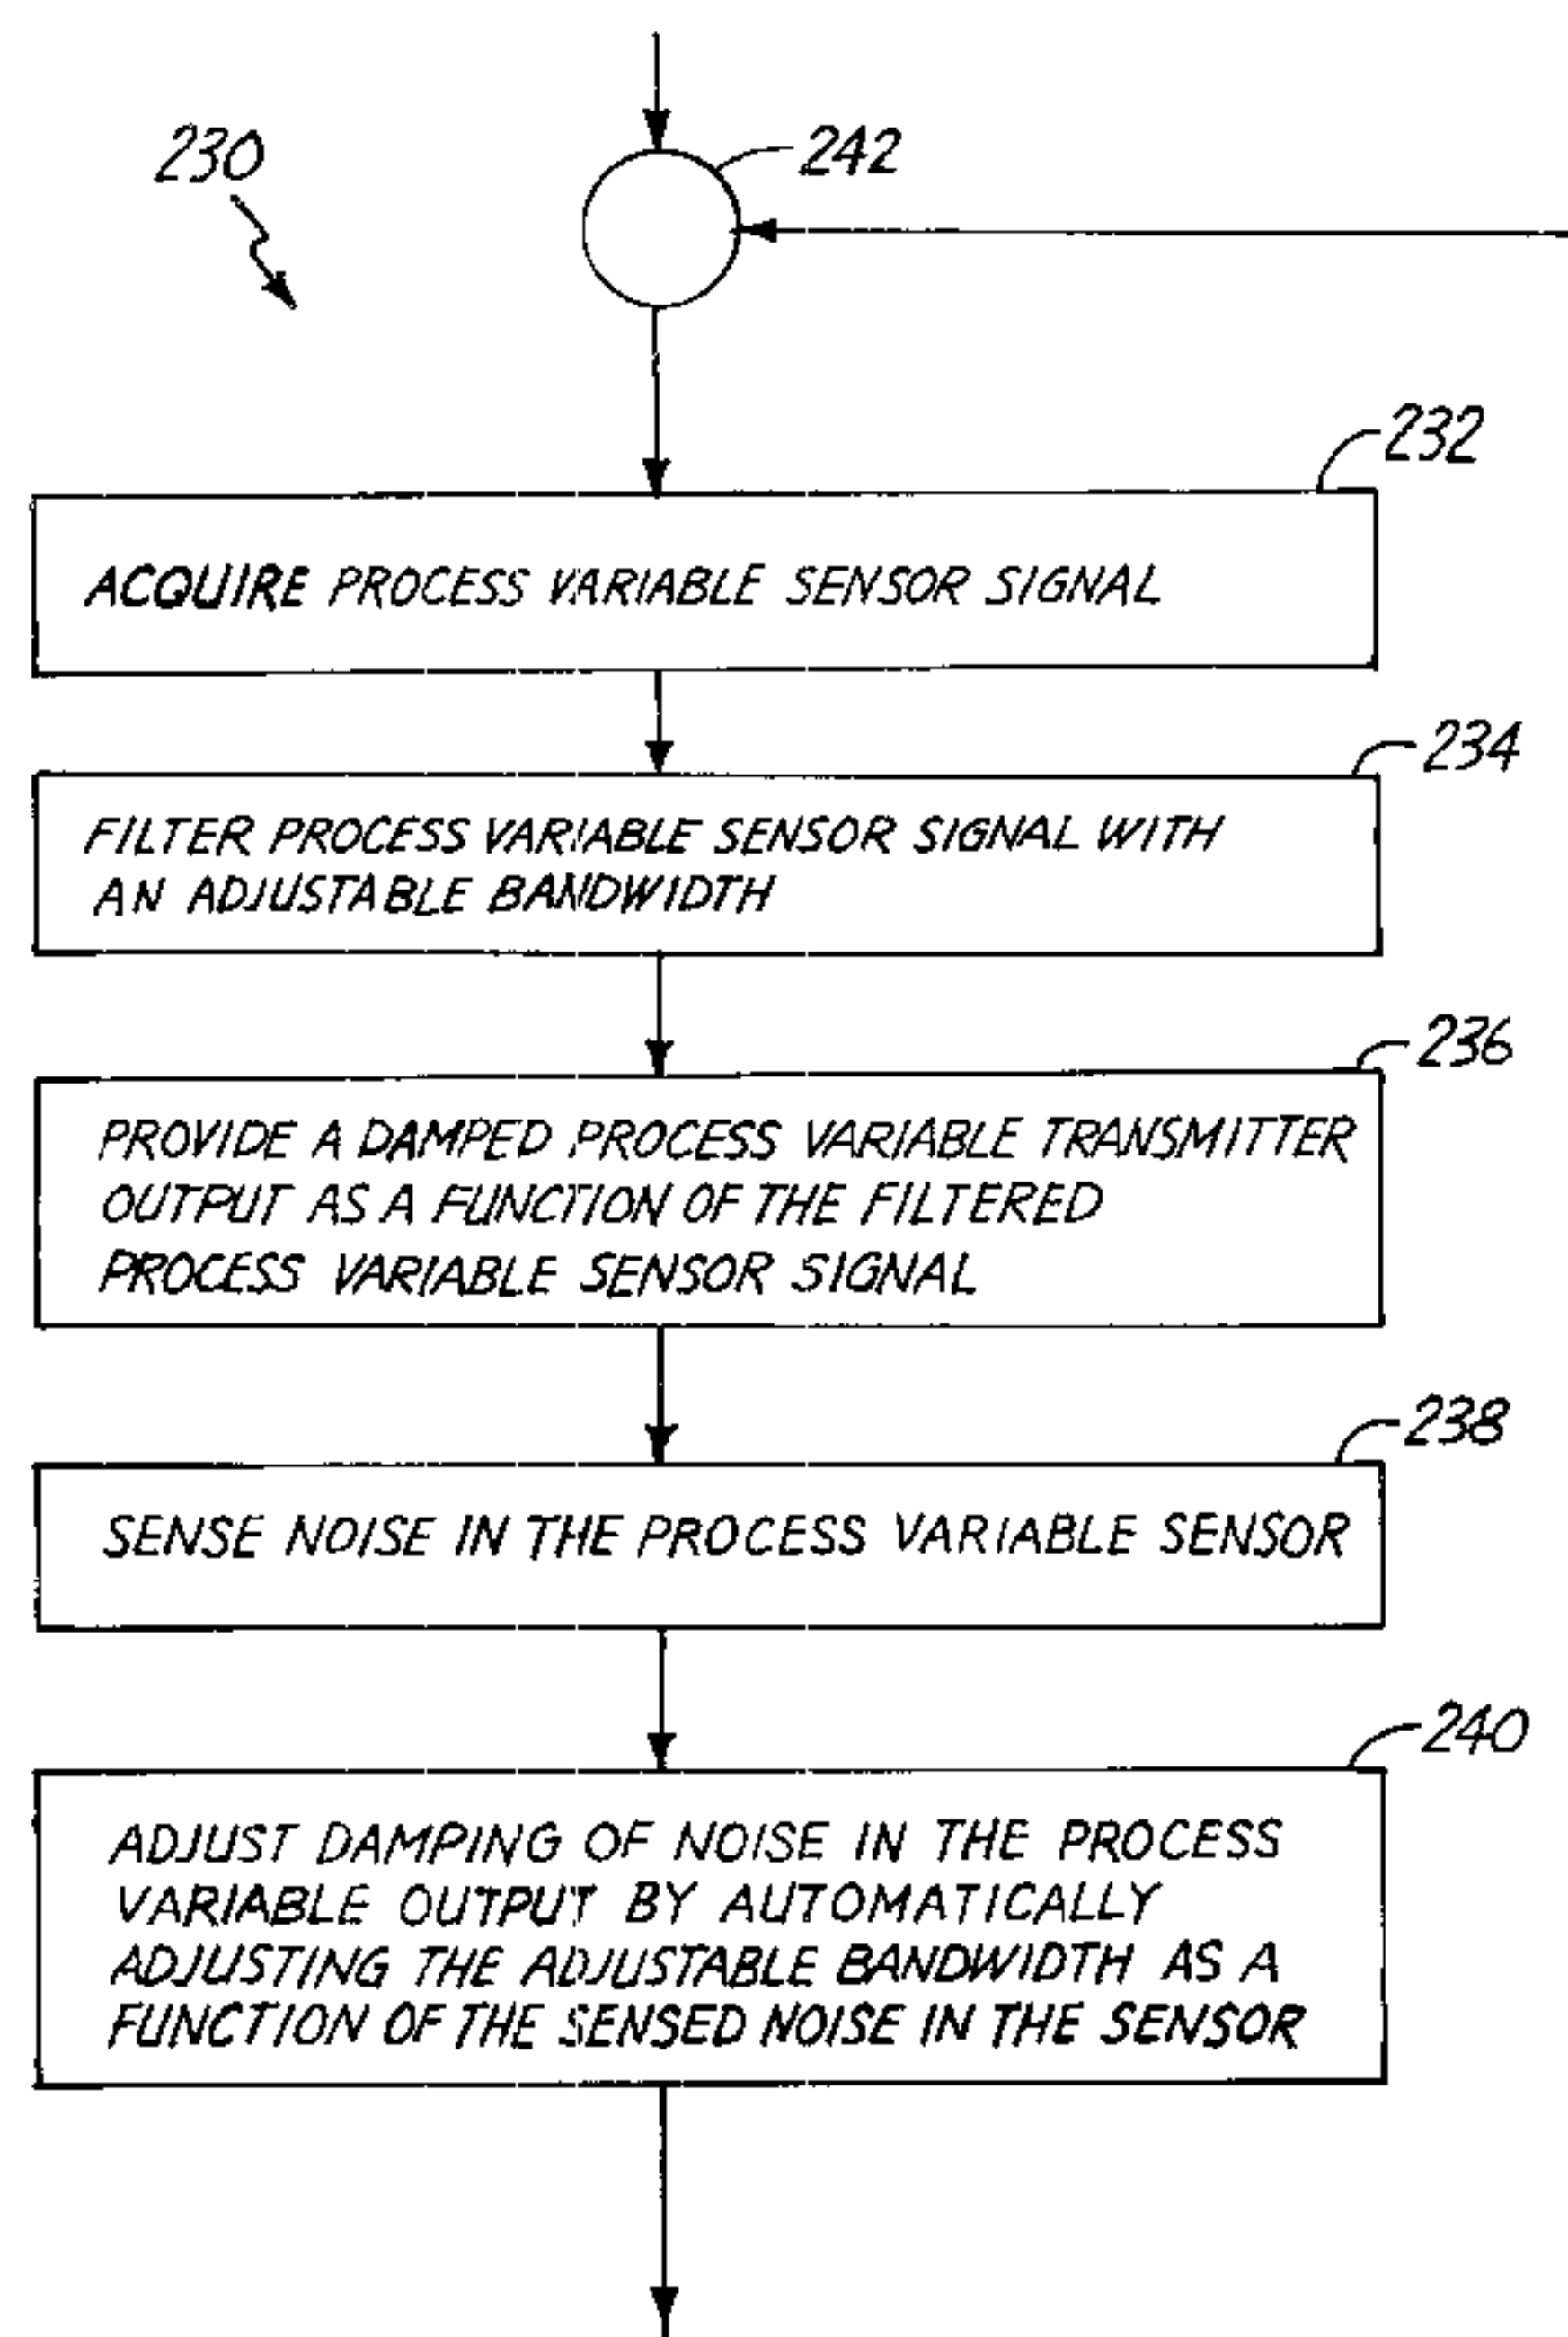 230
242
232
ACQUIRE PROCESS VARIABLE SENSOR SIGNAL
234
FILTER PROCESS VARIABLE SENSOR SIGNAL WITH
AN ADJUSTABLE BANDWIDTH
236
PROVIDE A DAMPED PROCESS VARIABLE TRANSMITTER
OUTPUT AS A FUNCTION OF THE FILTERED
PROCESS VARIABLE SENSOR SIGNAL
238
SENSE NOISE IN THE PROCESS VARIABLE SENSOR
240
ADJUST DAMPING OF NOISE IN THE PROCESS
VARIABLE OUTPUT BY AUTOMATICALLY
ADJUSTING THE ADJUSTABLE BANDWIDTH AS A
FUNCTION OF THE SENSED NOISE IN THE SENSOR